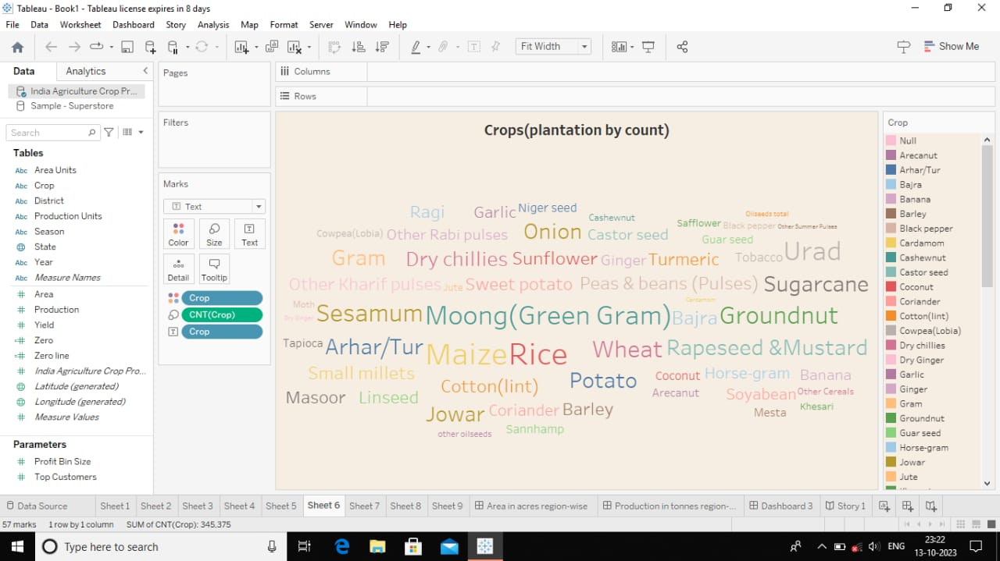 Tableau - Book1 - Tableau license expires in 8 days
File Data Worksheet Dashboard Story Analysis Map Format Server Window Help
Fit Width
Show Me
Data Analytics
India Agriculture Crop Pr...
Sample - Superstore
Search
Tables
Abc Area Units
Abc Crop
Abc District
Abc Production Units
Abc Season
State
Abc Year
Abc Measure Names
# Area
# Production
# Yield
# Zero
# Zero line
# India Agriculture Crop Pro...
Latitude (generated)
Longitude (generated)
# Measure Values
Parameters
# Profit Bin Size
# Top Customers
Pages
Filters
Marks
T Text
Color Size Text
Detail Tooltip
Crop
CNT(Crop)
Crop
Columns
Rows
Crops(plantation by count)
Ragi Garlic Niger seed Cashewnut Oilseeds total
Cowpea(Lobia) Other Rabi pulses Onion Castor seed Safflower Black pepper Other Summer Pulses
Guar seed
Gram Dry chillies Sunflower Ginger Turmeric Tobacco Urad
Other Kharif pulses Jute Sweet potato Peas & beans (Pulses) Sugarcane
Moth Cardamom
Dry Ginger Sesamum Moong(Green Gram) Bajra Groundnut
Tapioca Arhar/Tur Maize Rice Wheat Rapeseed &Mustard
Small millets Cotton(lint) Potato Coconut Horse-gram Banana
Masoor Linseed Arecanut Soyabean Other Cereals
Jowar Coriander Barley Mesta Khesari
other oilseeds Sannhamp
Crop
Null
Arecanut
Arhar/Tur
Bajra
Banana
Barley
Black pepper
Cardamom
Cashewnut
Castor seed
Coconut
Coriander
Cotton(lint)
Cowpea(Lobia)
Dry chillies
Dry Ginger
Garlic
Ginger
Gram
Groundnut
Guar seed
Horse-gram
Jowar
Jute
Data Source Sheet 1 Sheet 2 Sheet 3 Sheet 4 Sheet 5 Sheet 6 Sheet 7 Sheet 8 Sheet 9 Area in acres region-wise Production in tonnes region-... Dashboard 3 Story 1
57 marks 1 row by 1 column SUM of CNT(Crop): 345,375
Type here to search
ENG
23:22
13-10-2023